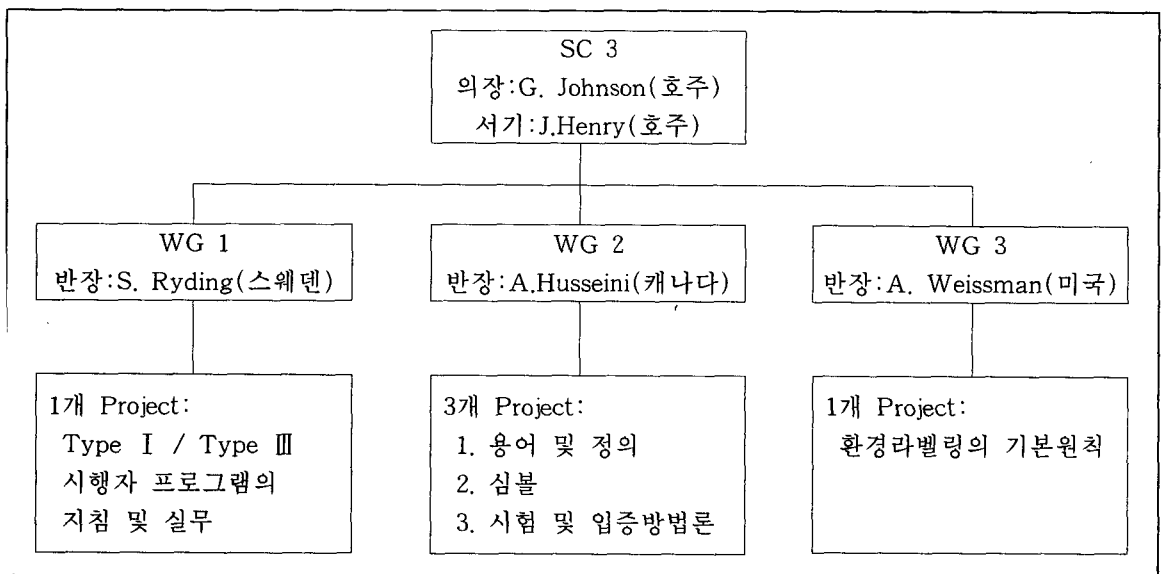 SC 3
의장:G. Johnson(호주)
서기:J.Henry(호주)
WG 1
반장:S. Ryding(스웨덴)
WG 2
반장:A.Husseini(캐나다)
WG 3
반장:A. Weissman(미국)
1개 Project:
Type Ⅰ / Type Ⅲ
시행자 프로그램의
지침 및 실무
3개 Project:
1. 용어 및 정의
2. 심볼
3. 시험 및 입증방법론
1개 Project:
환경라벨링의 기본원칙